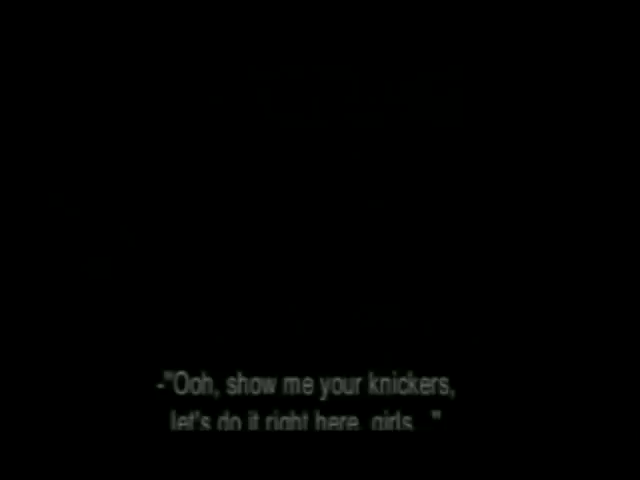 -"Ooh, show me your knickers,
let's do it right here, girls..."